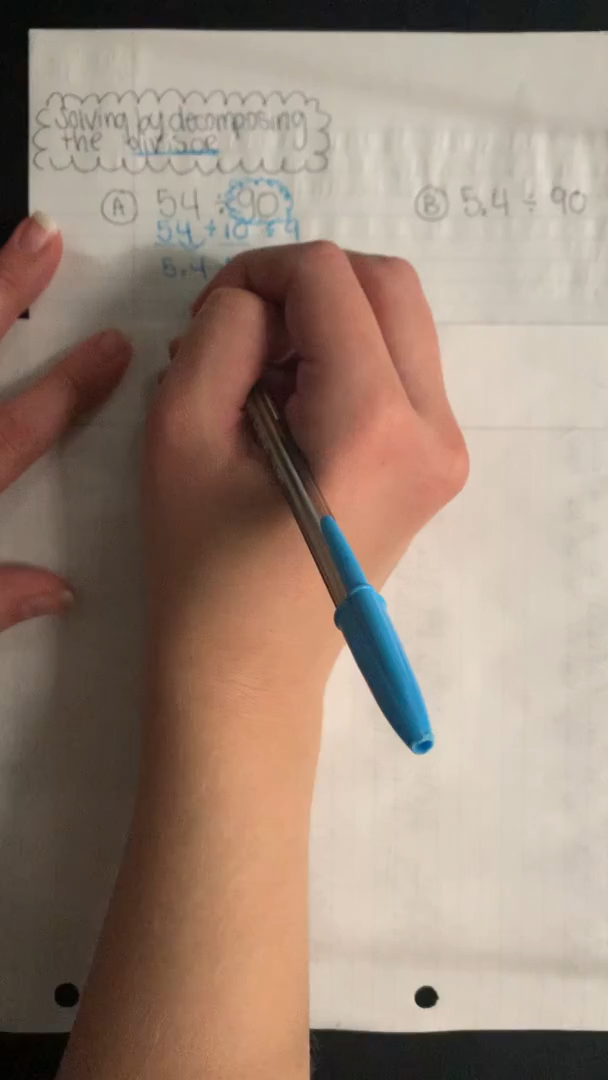 Solving by decomposing
the divisor
A 54 ÷ 90
54 ÷ 10 ÷ 9
5.4
B 5.4 ÷ 90